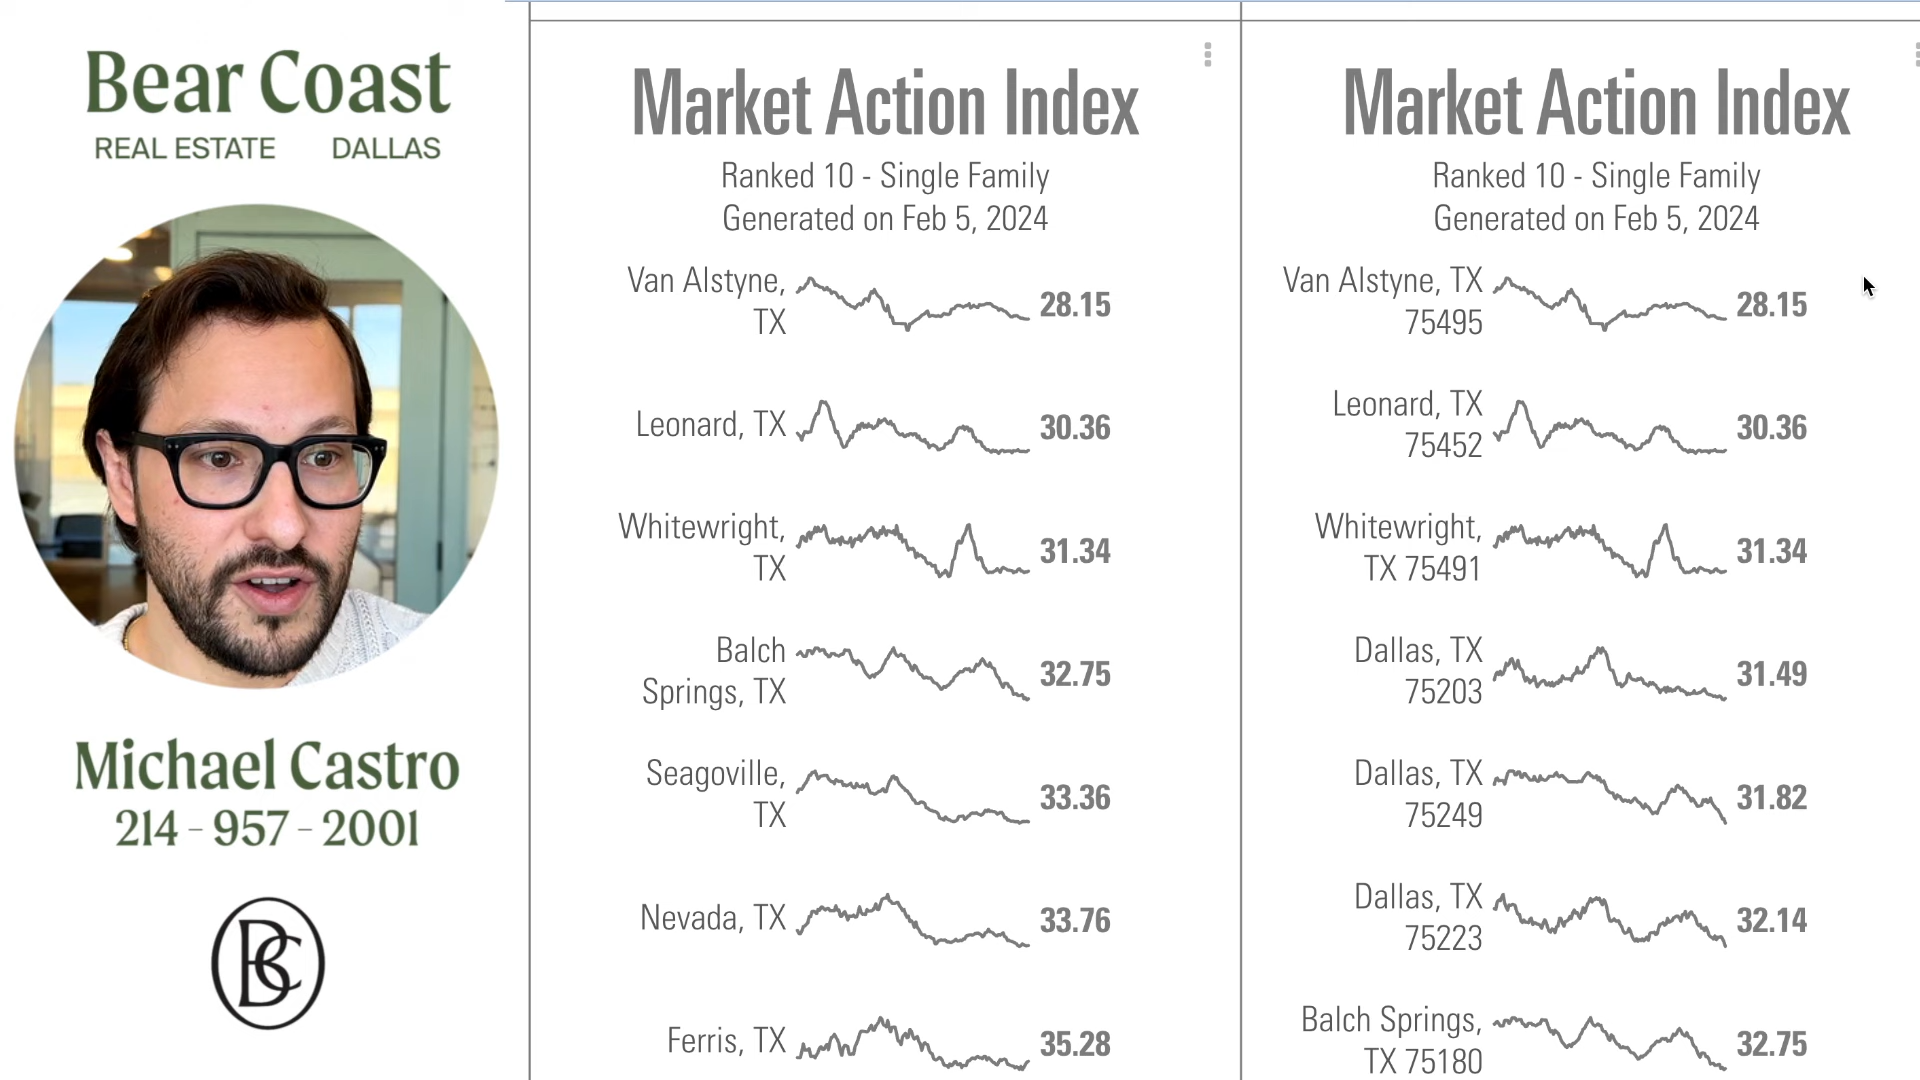 Bear Coast
REAL ESTATE DALLAS
Michael Castro
214 - 957 - 2001
BC
Market Action Index
Ranked 10 - Single Family
Generated on Feb 5, 2024
Van Alstyne,
TX
28.15
Leonard, TX 30.36
Whitewright,
TX
31.34
Balch
Springs, TX
32.75
Seagoville,
TX
33.36
Nevada, TX 33.76
Ferris, TX 35.28
Market Action Index
Ranked 10 - Single Family
Generated on Feb 5, 2024
Van Alstyne, TX
75495
28.15
Leonard, TX
75452
30.36
Whitewright,
TX 75491
31.34
Dallas, TX
75203
31.49
Dallas, TX
75249
31.82
Dallas, TX
75223
32.14
Balch Springs,
TX 75180
32.75